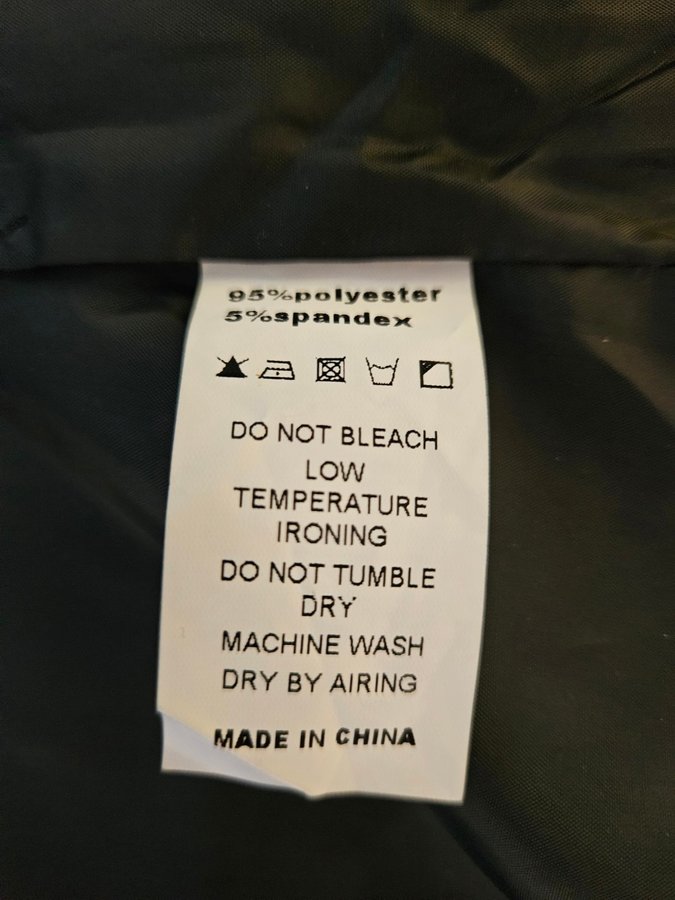 95%polyester
5%spandex
DO NOT BLEACH
LOW
TEMPERATURE
IRONING
DO NOT TUMBLE
DRY
MACHINE WASH
DRY BY AIRING
MADE IN CHINA